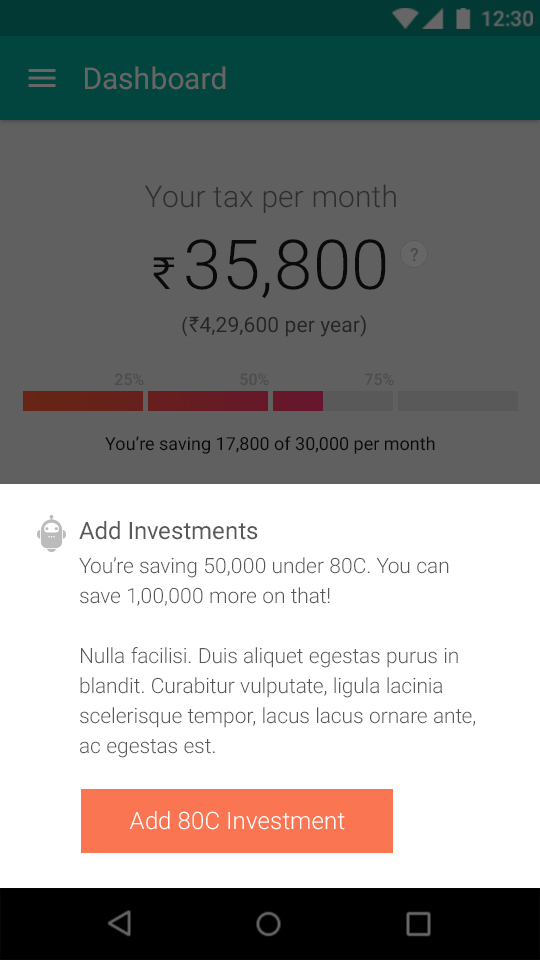 12:30
Dashboard
Your tax per month
₹35,800 ?
(₹4,29,600 per year)
25% 50% 75%
You're saving 17,800 of 30,000 per month
Add Investments
You're saving 50,000 under 80C. You can
save 1,00,000 more on that!
Nulla facilisi. Duis aliquet egestas purus in
blandit. Curabitur vulputate, ligula lacinia
scelerisque tempor, lacus lacus ornare ante,
ac egestas est.
Add 80C Investment